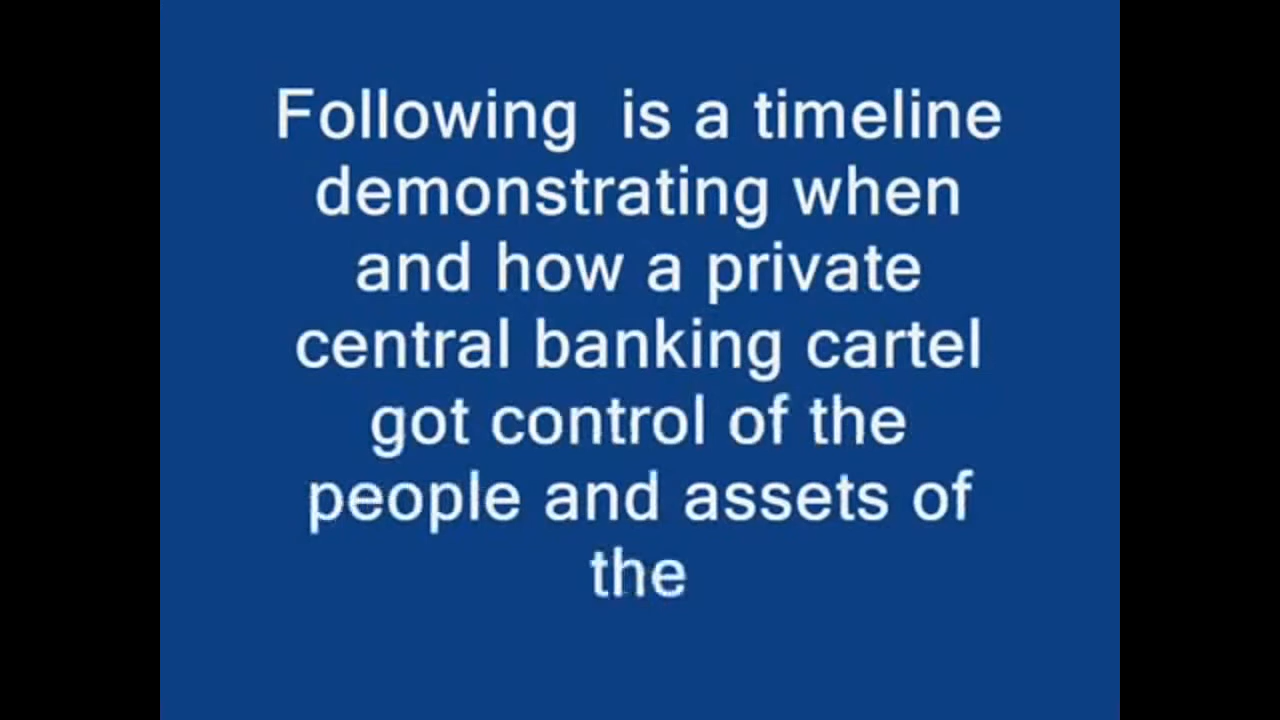 Following  is a timeline
demonstrating when
and how a private
central banking cartel
got control of the
people and assets of
the